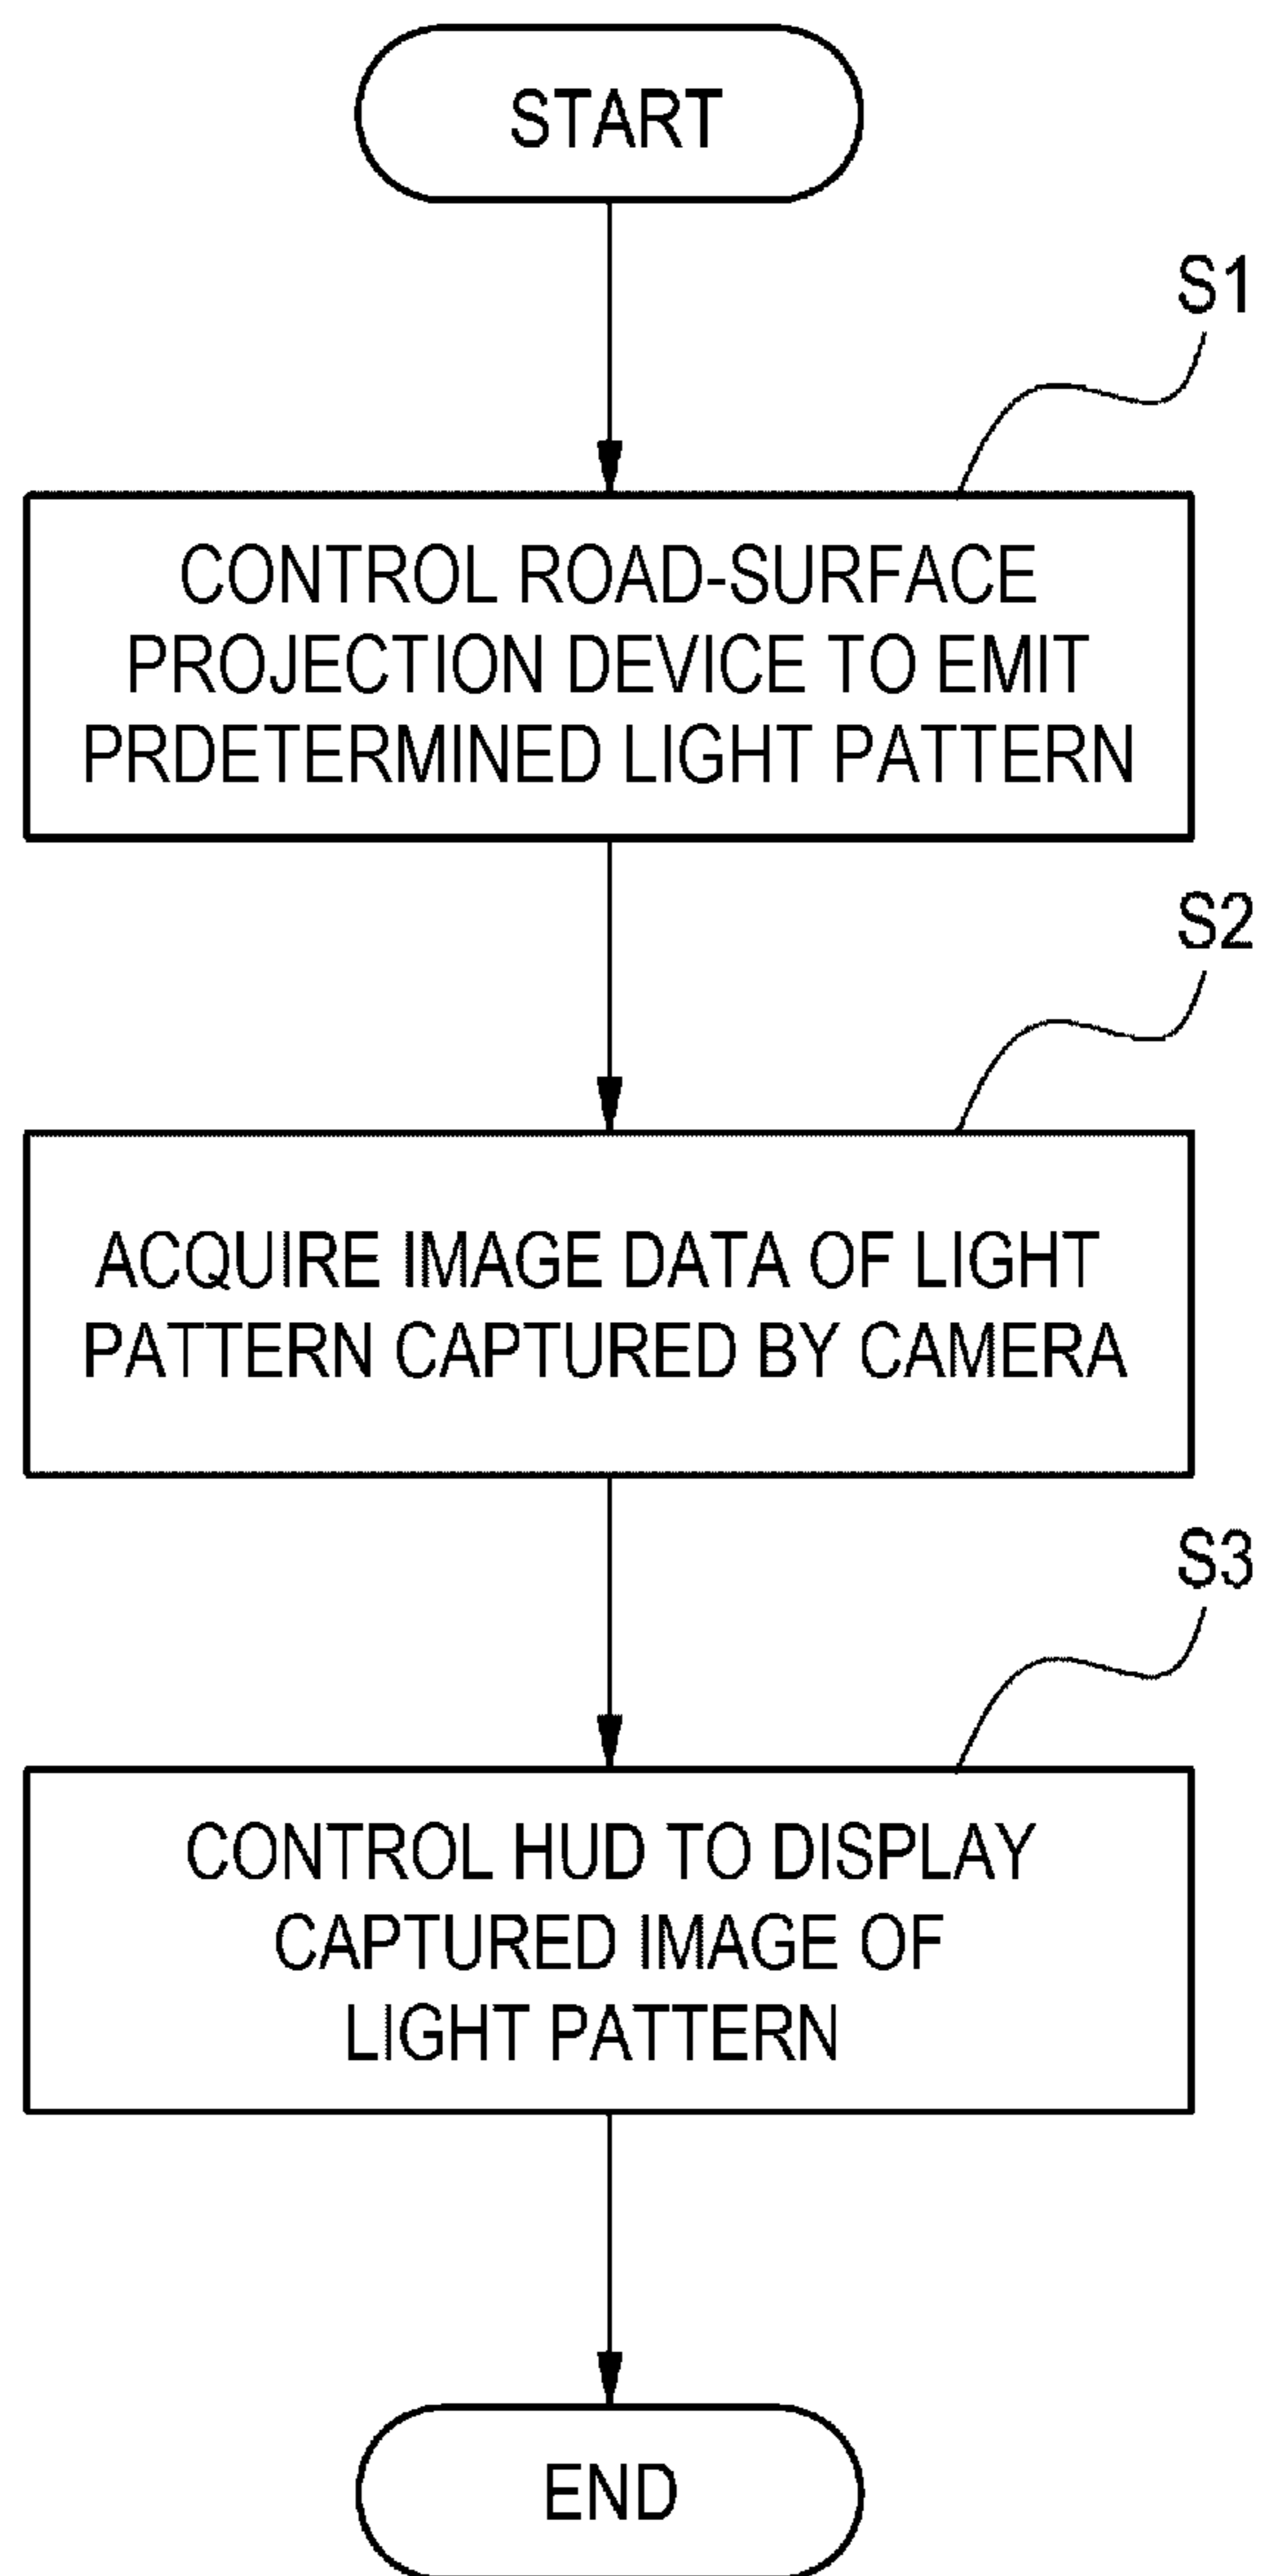 START
S1
CONTROL ROAD-SURFACE
PROJECTION DEVICE TO EMIT
PRDETERMINED LIGHT PATTERN
S2
ACQUIRE IMAGE DATA OF LIGHT
PATTERN CAPTURED BY CAMERA
S3
CONTROL HUD TO DISPLAY
CAPTURED IMAGE OF
LIGHT PATTERN
END